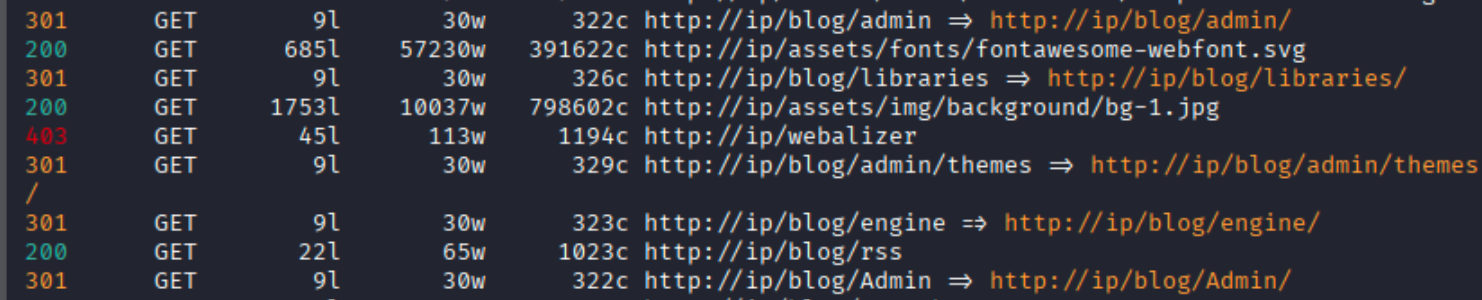 301 GET 9l 30w 322c http://ip/blog/admin => http://ip/blog/admin/
200 GET 685l 57230w 391622c http://ip/assets/fonts/fontawesome-webfont.svg
301 GET 9l 30w 326c http://ip/blog/libraries => http://ip/blog/libraries/
200 GET 1753l 10037w 798602c http://ip/assets/img/background/bg-1.jpg
403 GET 45l 113w 1194c http://ip/webalizer
301 GET 9l 30w 329c http://ip/blog/admin/themes => http://ip/blog/admin/themes
/
301 GET 9l 30w 323c http://ip/blog/engine => http://ip/blog/engine/
200 GET 22l 65w 1023c http://ip/blog/rss
301 GET 9l 30w 322c http://ip/blog/Admin => http://ip/blog/Admin/